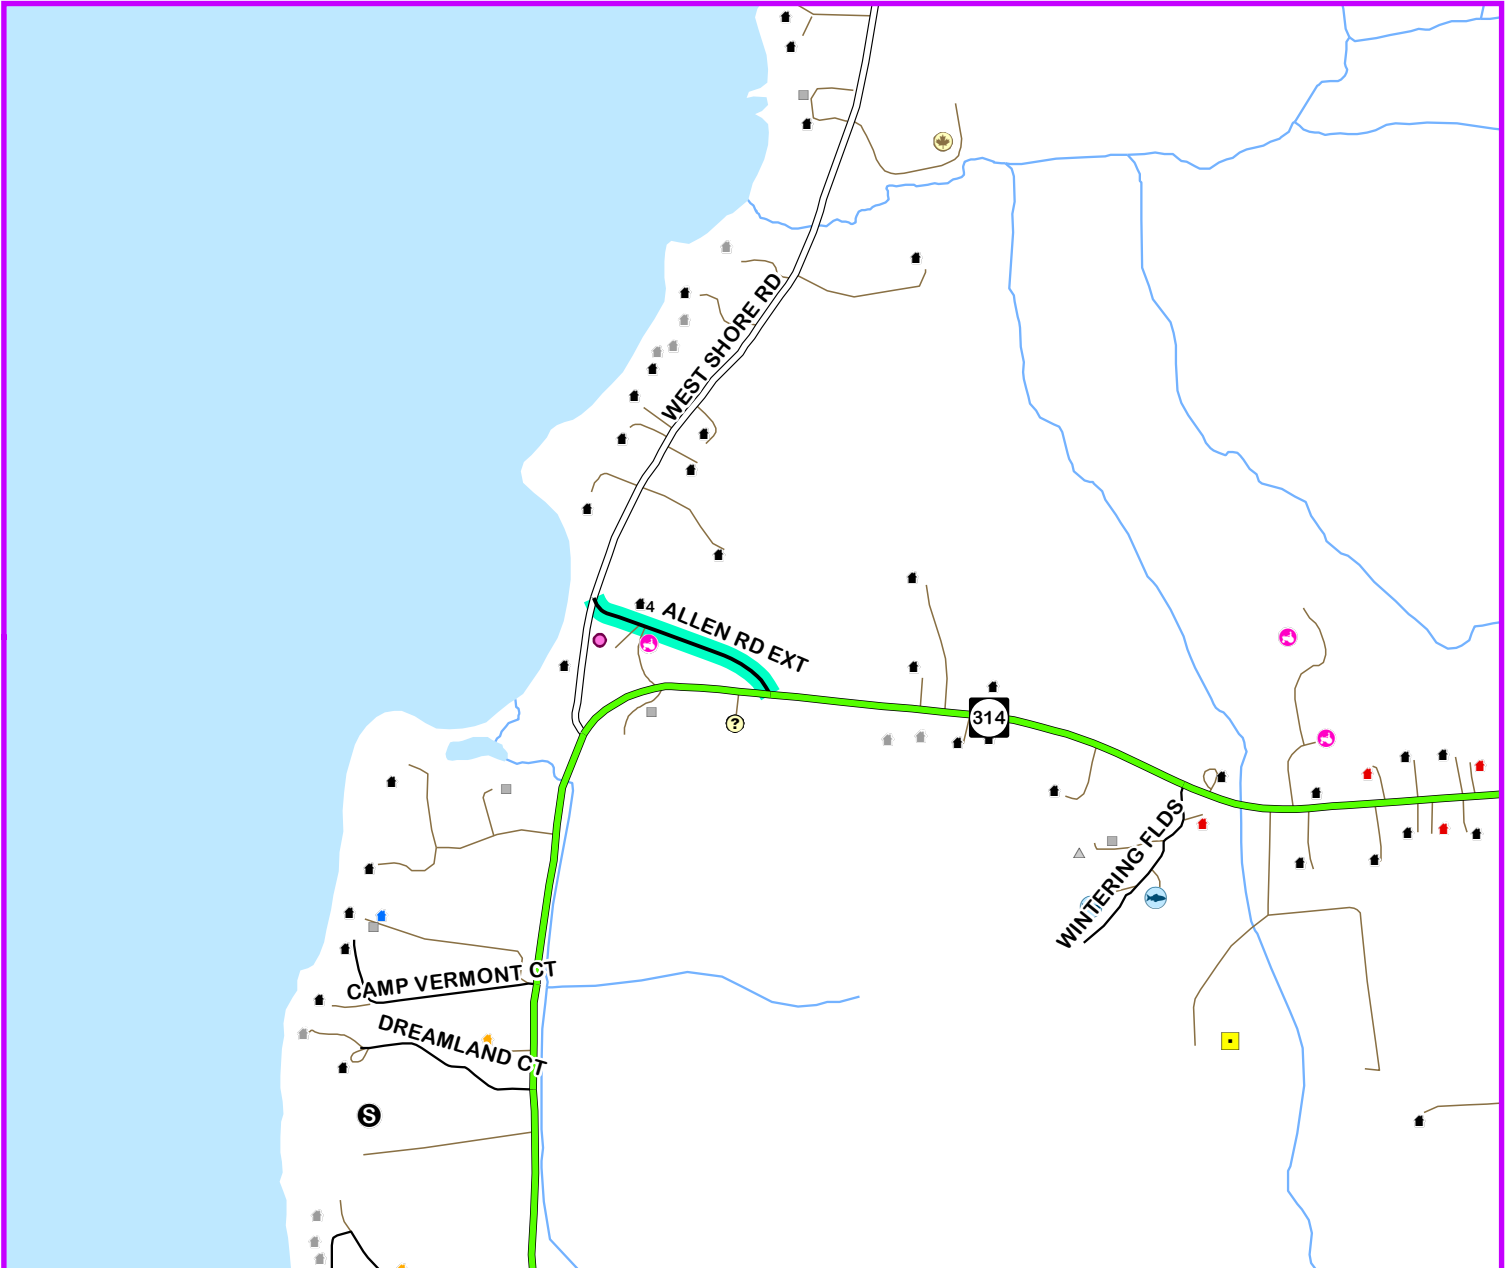 WEST SHORE RD
4 ALLEN RD EXT
314
?
WINTERING FLDS
CAMP VERMONT CT
DREAMLAND CT
S